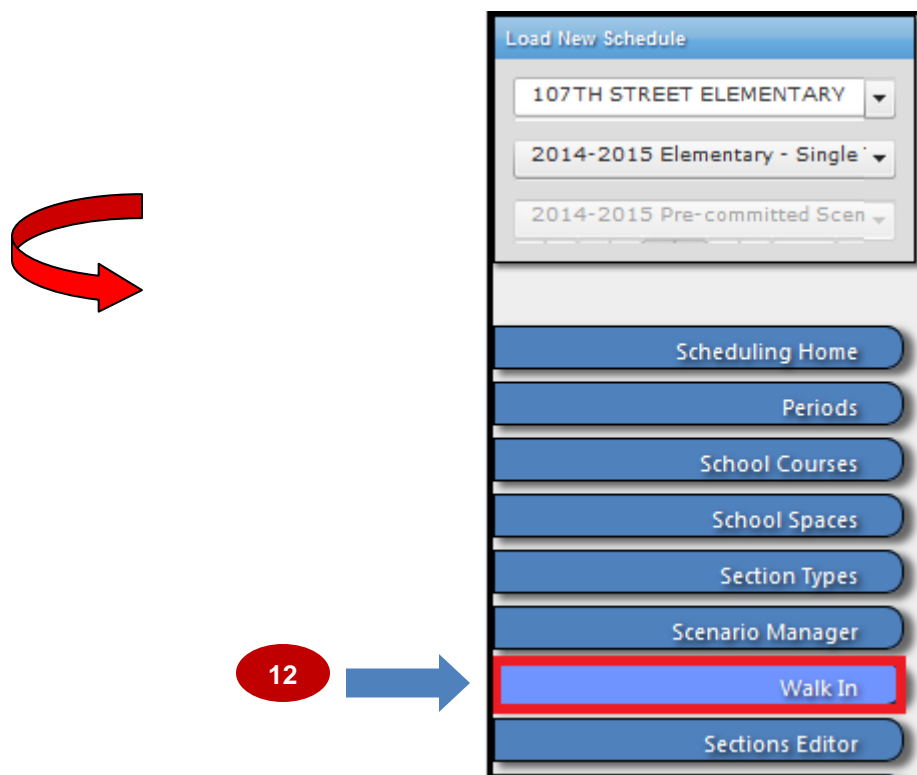 Load New Schedule
107TH STREET ELEMENTARY
2014-2015 Elementary - Single
2014-2015 Pre-committed Scen
Scheduling Home
Periods
School Courses
School Spaces
Section Types
Scenario Manager
12
Walk In
Sections Editor